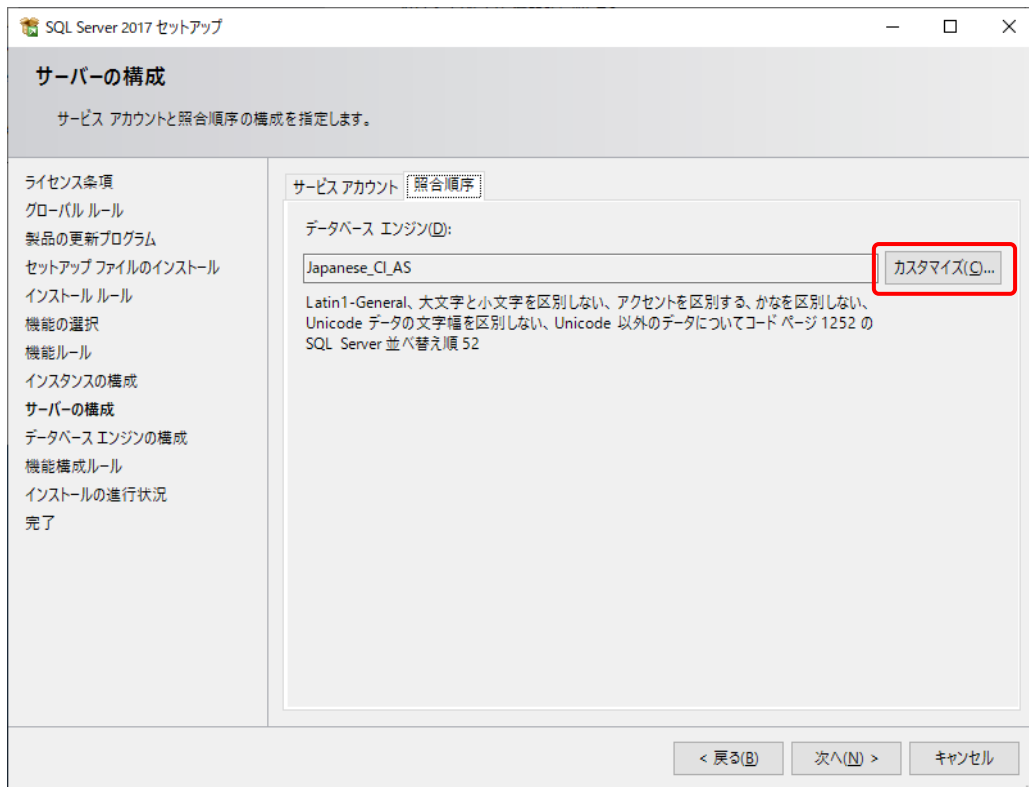 SQL Server 2017 セットアップ
サーバーの構成
サービス アカウントと照合順序の構成を指定します。
ライセンス条項
グローバル ルール
製品の更新プログラム
セットアップ ファイルのインストール
インストール ルール
機能の選択
機能ルール
インスタンスの構成
サーバーの構成
データベース エンジンの構成
機能構成ルール
インストールの進行状況
完了
サービス アカウント 照合順序
データベース エンジン(D):
Japanese_CI_AS カスタマイズ(C)...
Latin1-General、大文字と小文字を区別しない、アクセントを区別する、かなを区別しない、
Unicode データの文字幅を区別しない、Unicode 以外のデータについてコード ページ 1252 の
SQL Server 並べ替え順 52
< 戻る(B) 次へ(N) > キャンセル